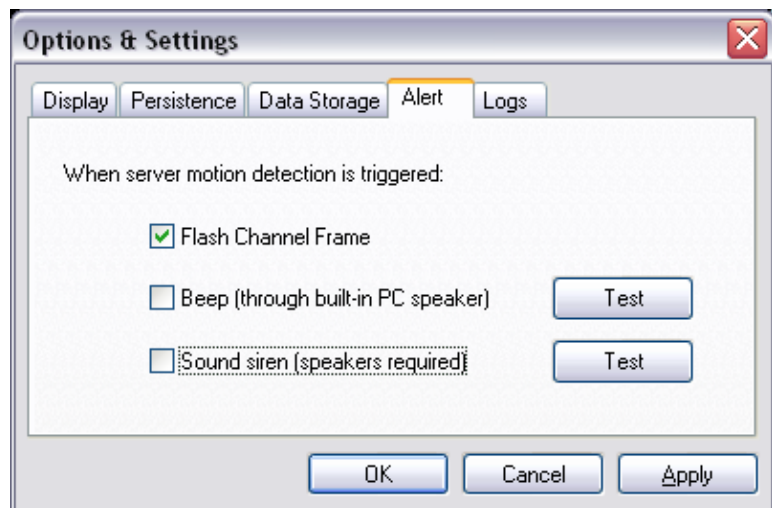 Options & Settings
Display Persistence Data Storage Alert Logs
When server motion detection is triggered:
Flash Channel Frame
Beep (through built-in PC speaker) Test
Sound siren (speakers required) Test
OK Cancel Apply